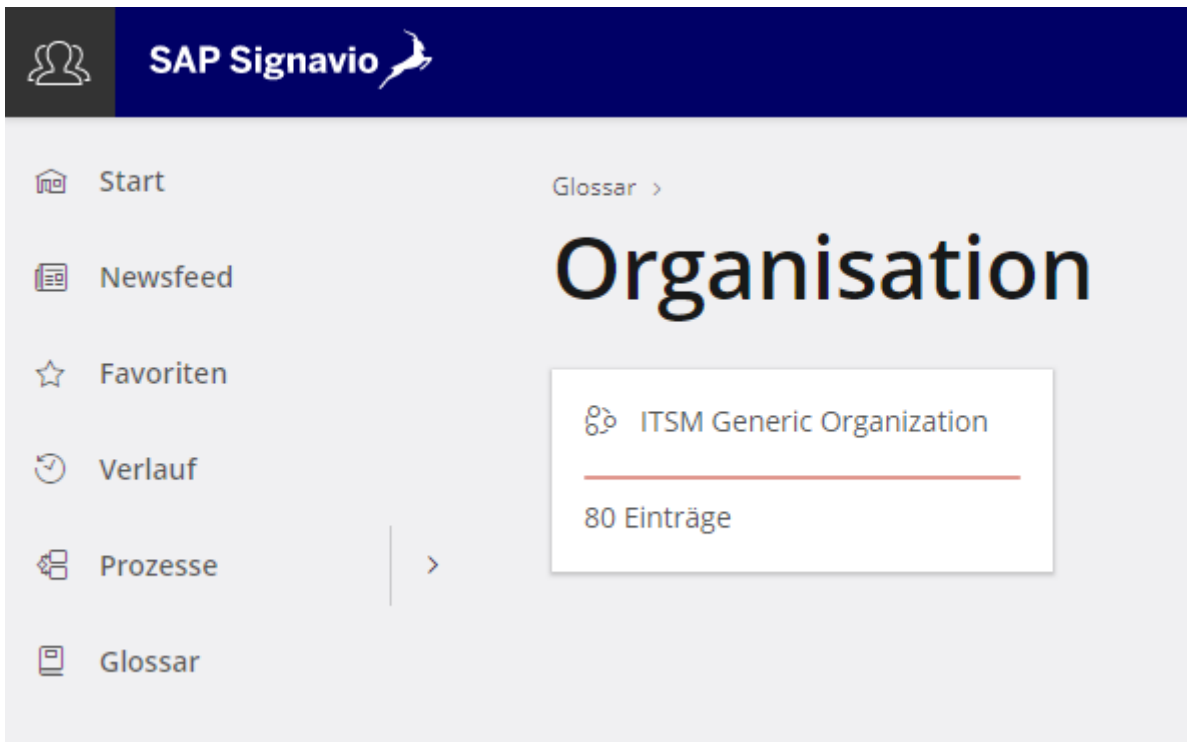 SAP Signavio
Start
Newsfeed
Favoriten
Verlauf
Prozesse
Glossar
Glossar >
Organisation
ITSM Generic Organization
80 Einträge